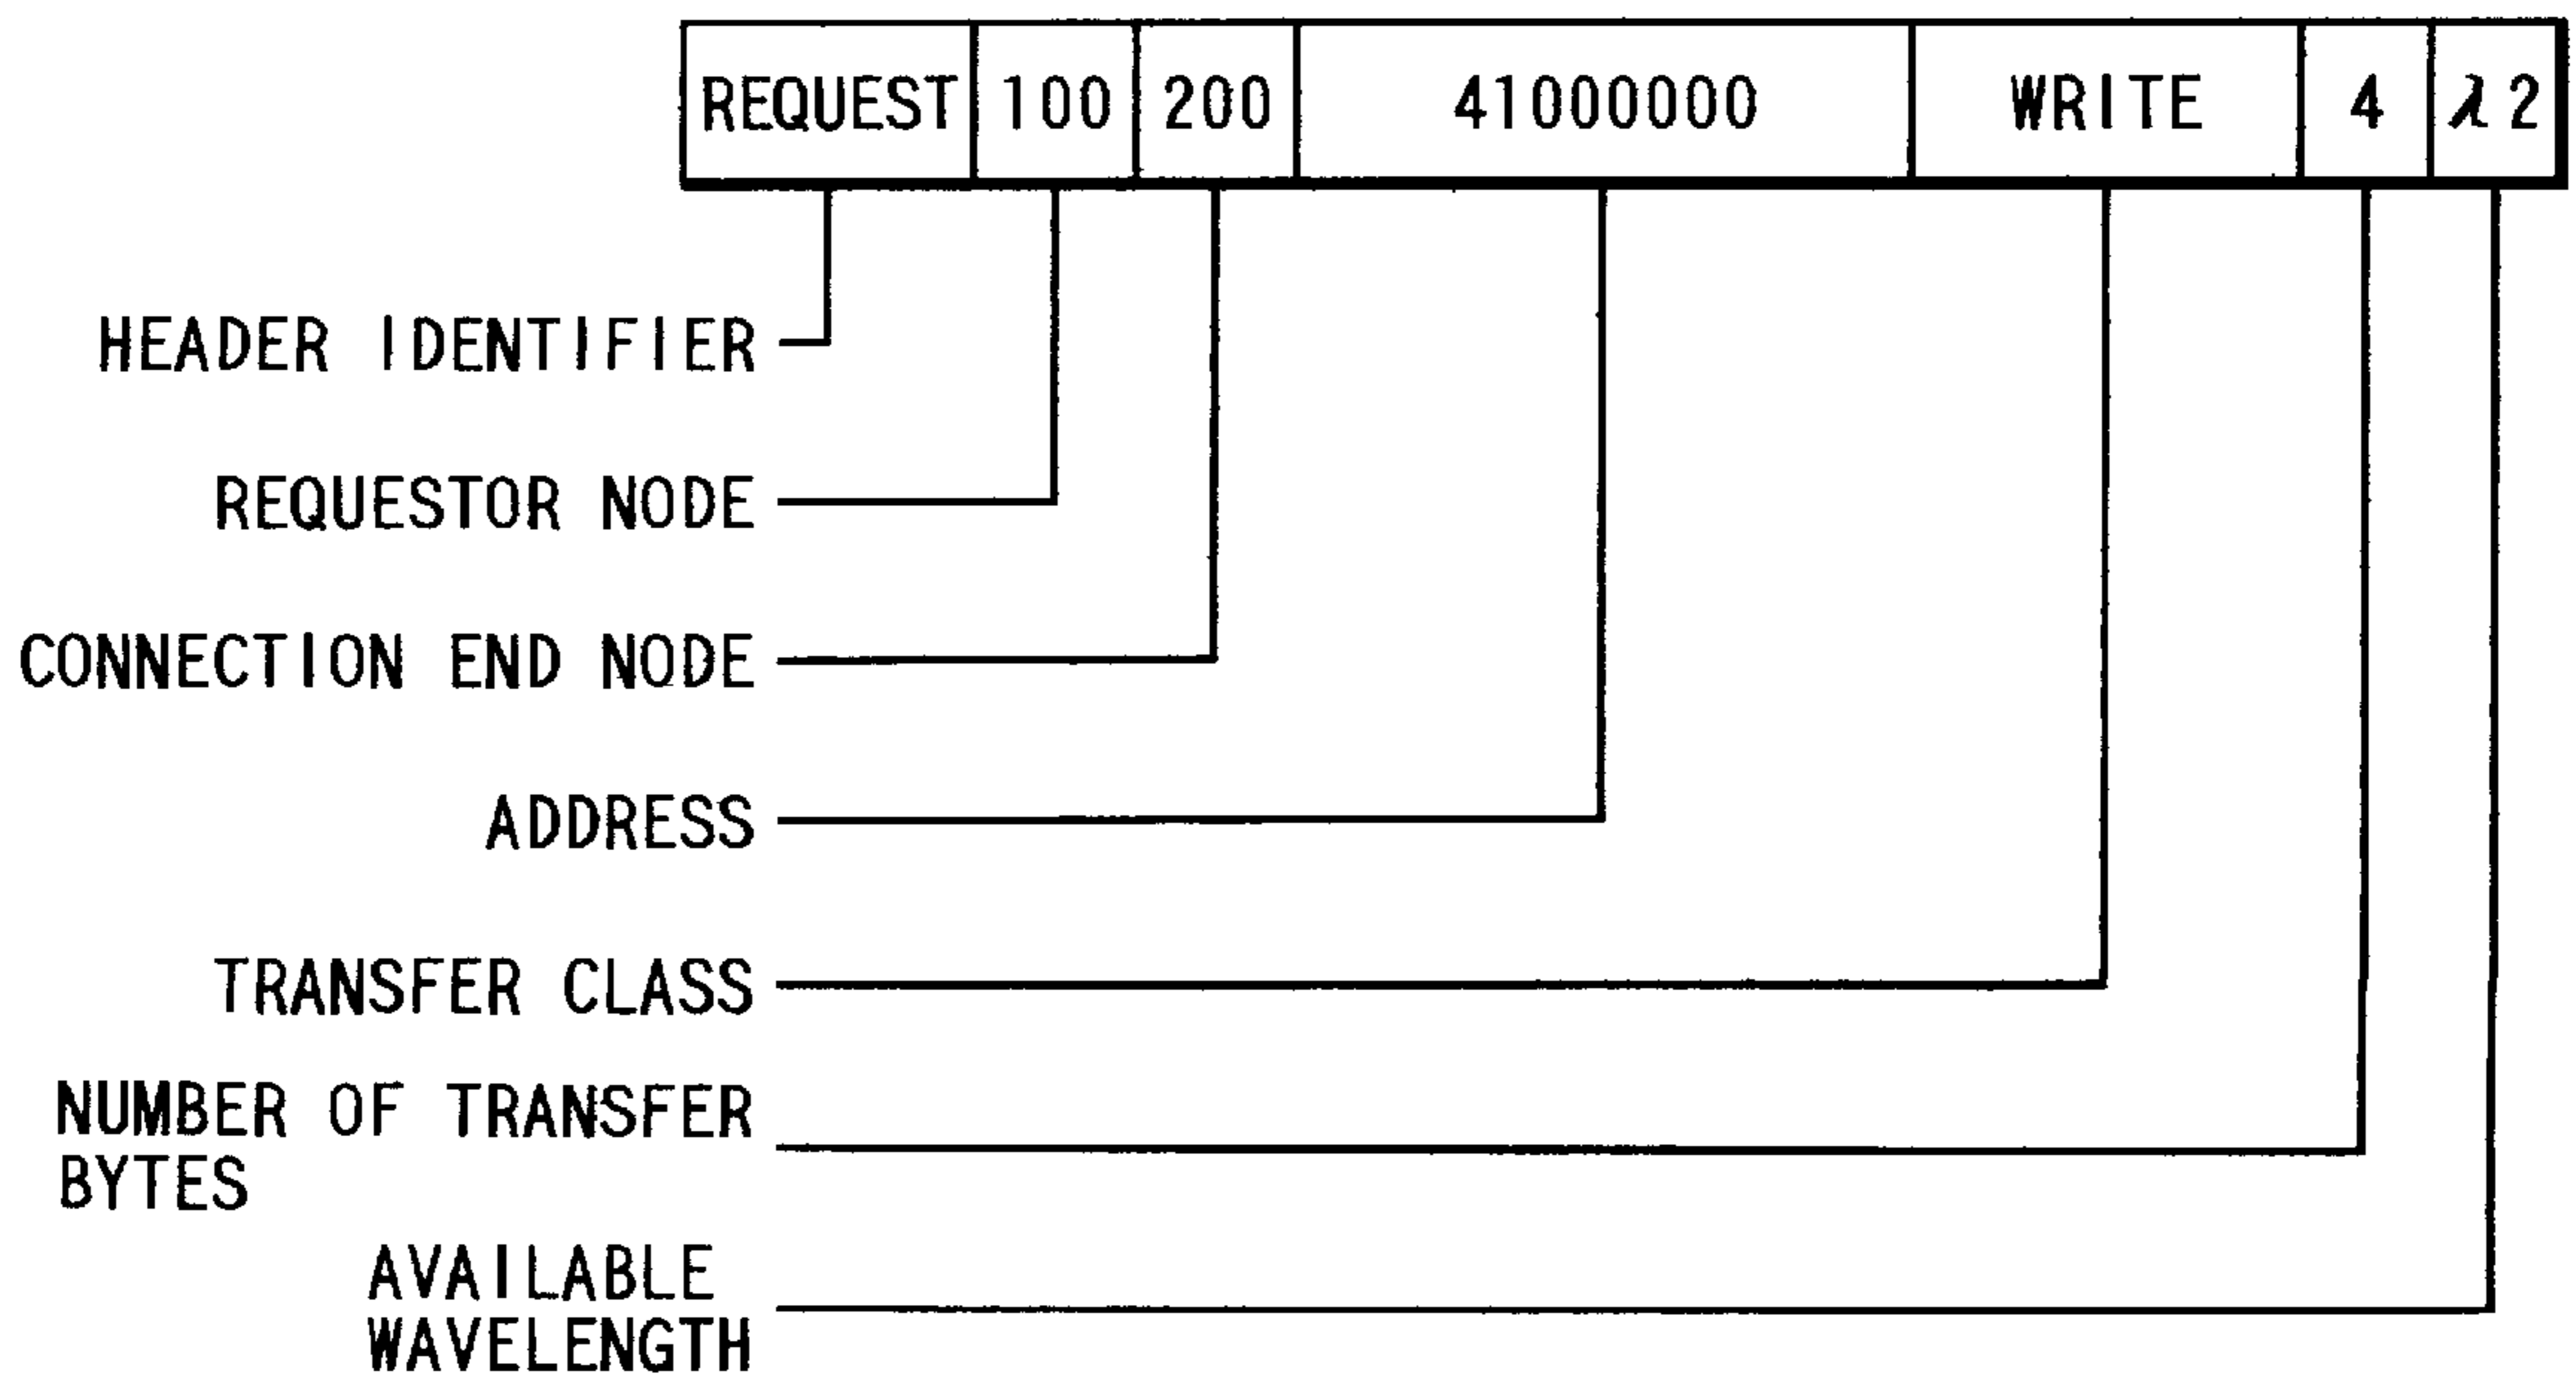 REQUEST 100 200 41000000 WRITE 4 λ2
HEADER IDENTIFIER
REQUESTOR NODE
CONNECTION END NODE
ADDRESS
TRANSFER CLASS
NUMBER OF TRANSFER
BYTES
AVAILABLE
WAVELENGTH